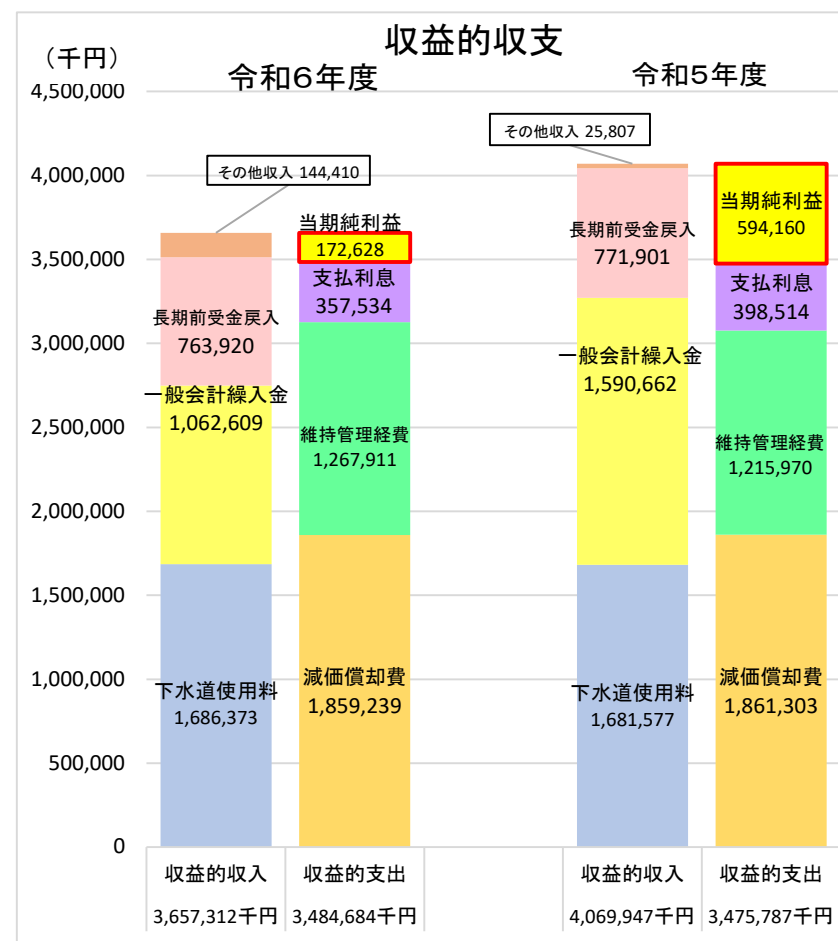 収益的収支
（千円）
令和６年度
令和５年度
4,500,000
4,000,000
3,500,000
3,000,000
2,500,000
2,000,000
1,500,000
1,000,000
500,000
0
その他収入 144,410
長期前受金戻入
763,920
一般会計繰入金
1,062,609
下水道使用料
1,686,373
当期純利益
172,628
支払利息
357,534
維持管理経費
1,267,911
減価償却費
1,859,239
その他収入 25,807
長期前受金戻入
771,901
一般会計繰入金
1,590,662
下水道使用料
1,681,577
当期純利益
594,160
支払利息
398,514
維持管理経費
1,215,970
減価償却費
1,861,303
収益的収入
収益的支出
収益的収入
収益的支出
3,657,312千円
3,484,684千円
4,069,947千円
3,475,787千円